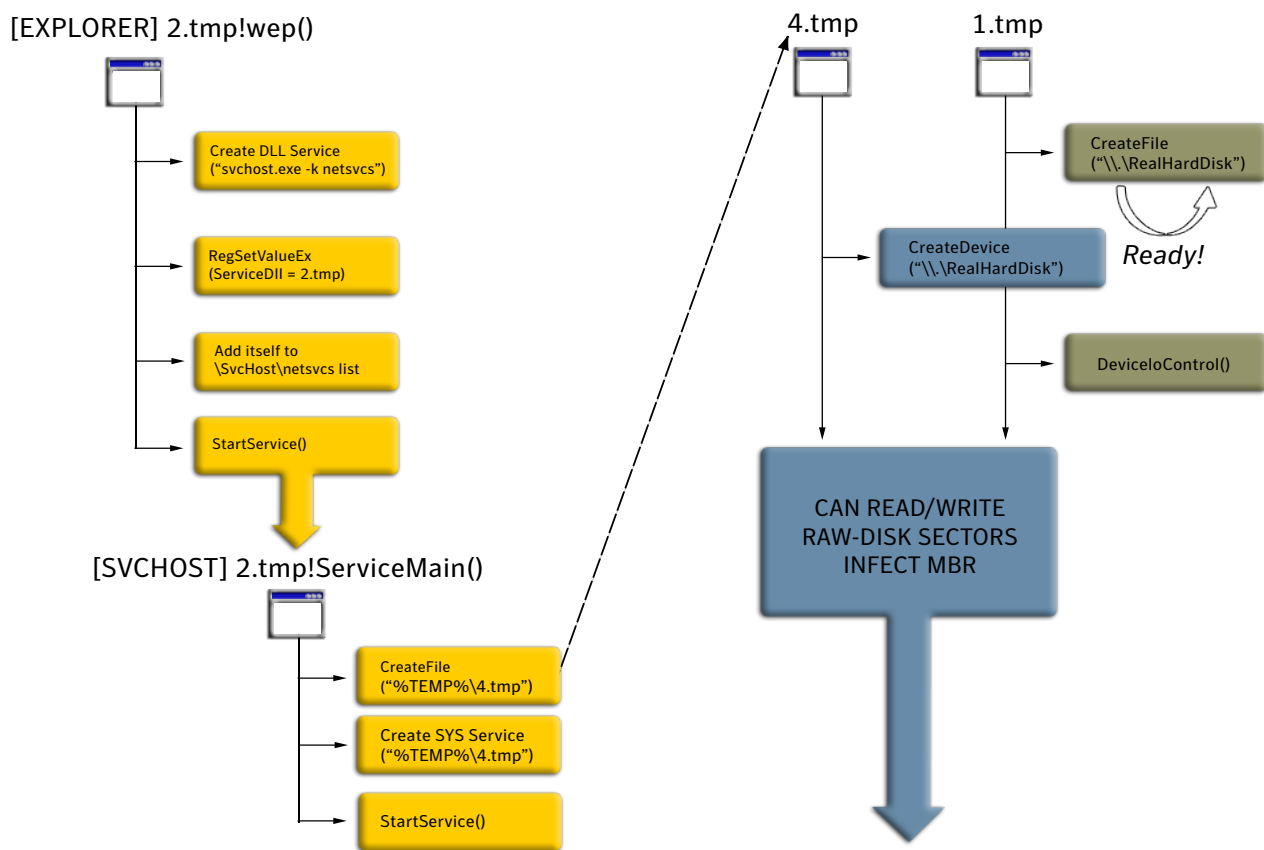 [EXPLORER] 2.tmp!wep()
Create DLL Service
(“svchost.exe -k netsvcs”)
RegSetValueEx
(ServiceDll = 2.tmp)
Add itself to
\SvcHost\netsvcs list
StartService()
[SVCHOST] 2.tmp!ServiceMain()
CreateFile
(“%TEMP%\4.tmp”)
Create SYS Service
(“%TEMP%\4.tmp”)
StartService()
4.tmp
1.tmp
CreateFile
(“\\.\RealHardDisk”)
Ready!
CreateDevice
(“\\.\RealHardDisk”)
DeviceIoControl()
CAN READ/WRITE
RAW-DISK SECTORS
INFECT MBR